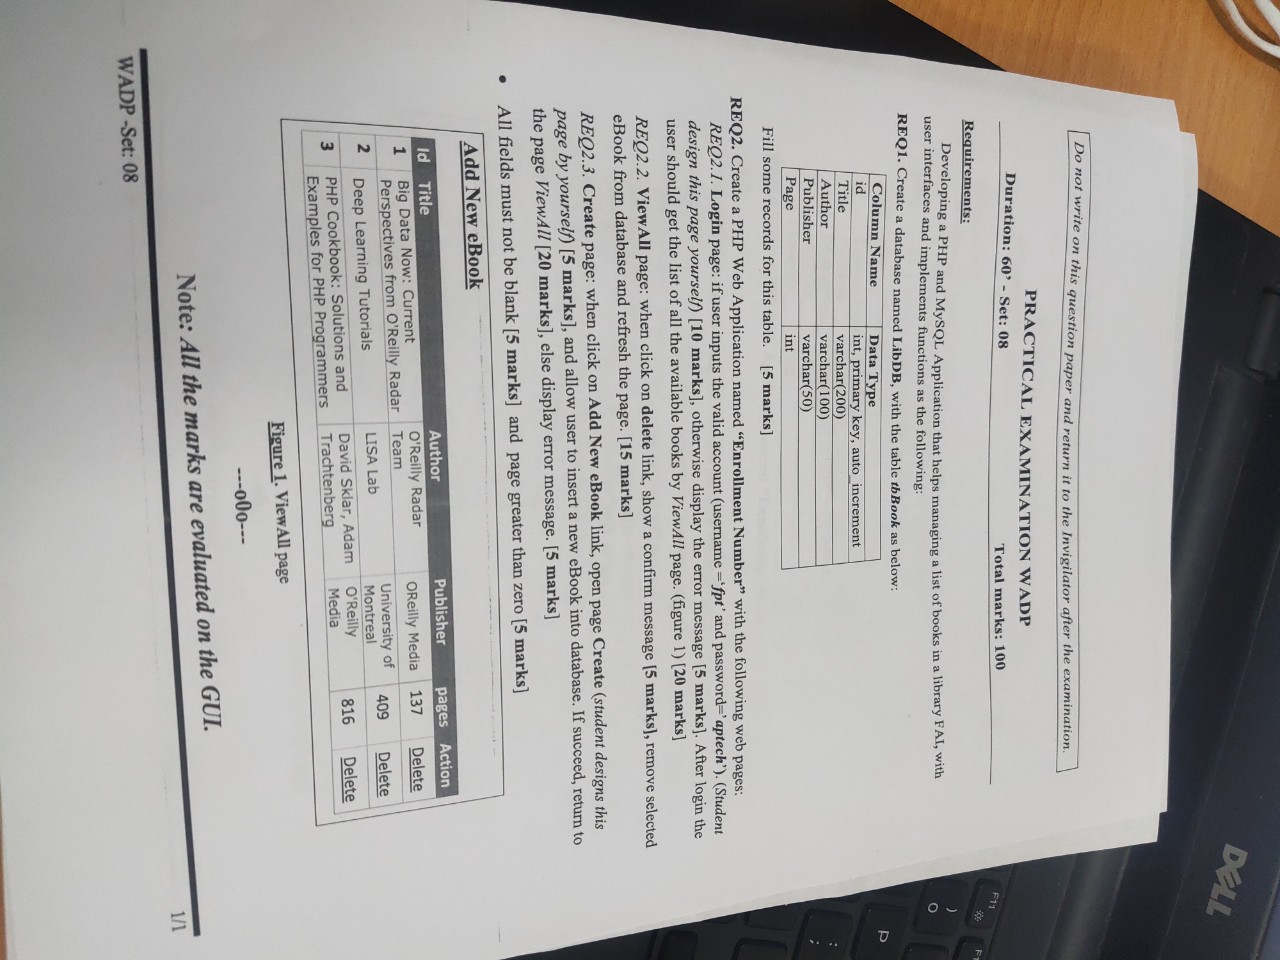 DELL
F11
F1
)
O
P
:
;
Do not write on this question paper and return it to the Invigilator after the examination.
PRACTICAL EXAMINATION WADP
Duration: 60’ - Set: 08 Total marks: 100
Requirements:
Developing a PHP and MySQL Application that helps managing a list of books in a library FAI, with
user interfaces and implements functions as the following:
REQ1. Create a database named LibDB, with the table tbBook as below:
Column Name Data Type
id int, primary key, auto_increment
Title varchar(200)
Author varchar(100)
Publisher varchar(50)
Page int
Fill some records for this table. [5 marks]
REQ2. Create a PHP Web Application named “Enrollment Number” with the following web pages:
REQ2.1. Login page: if user inputs the valid account (username =‘fpt’ and password=’aptech’). (Student
design this page yourself) [10 marks], otherwise display the error message [5 marks]. After login the
user should get the list of all the available books by ViewAll page. (figure 1) [20 marks]
REQ2.2. ViewAll page: when click on delete link, show a confirm message [5 marks], remove selected
eBook from database and refresh the page. [15 marks]
REQ2.3. Create page: when click on Add New eBook link, open page Create (student designs this
page by yourself) [5 marks], and allow user to insert a new eBook into database. If succeed, return to
the page ViewAll [20 marks], else display error message. [5 marks]
• All fields must not be blank [5 marks] and page greater than zero [5 marks]
Add New eBook
Id Title Author Publisher pages Action
1 Big Data Now: Current Perspectives from O'Reilly Radar O'Reilly Radar Team OReilly Media 137 Delete
2 Deep Learning Tutorials LISA Lab University of Montreal 409 Delete
3 PHP Cookbook: Solutions and Examples for PHP Programmers David Sklar, Adam Trachtenberg O'Reilly Media 816 Delete
Figure 1. ViewAll page
---o0o---
Note: All the marks are evaluated on the GUI.
1/1
WADP -Set: 08